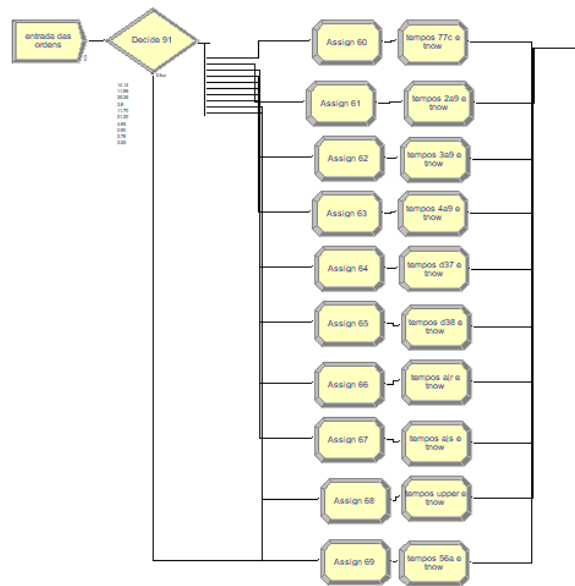 entrada das
ordens
Decide 91
Else
Assign 60
tempos 77c e
tnow
Assign 61
tempos 2a9 e
tnow
Assign 62
tempos 3a9 e
tnow
Assign 63
tempos 4a9 e
tnow
Assign 64
tempos d37 e
tnow
Assign 65
tempos d38 e
tnow
Assign 66
tempos ajr e
tnow
Assign 67
tempos ajs e
tnow
Assign 68
tempos upper e
tnow
Assign 69
tempos 56a e
tnow